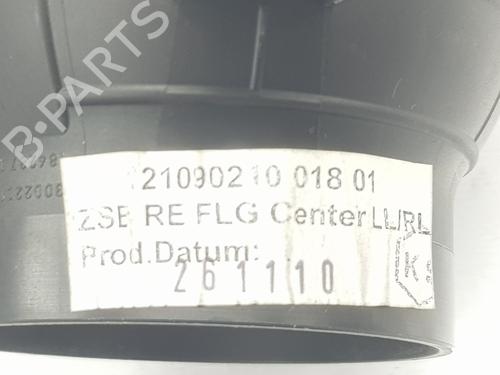 B-PARTS
21090210 018 01
ZSB RE FLG Center LL/RL
Prod.Datum:
261110